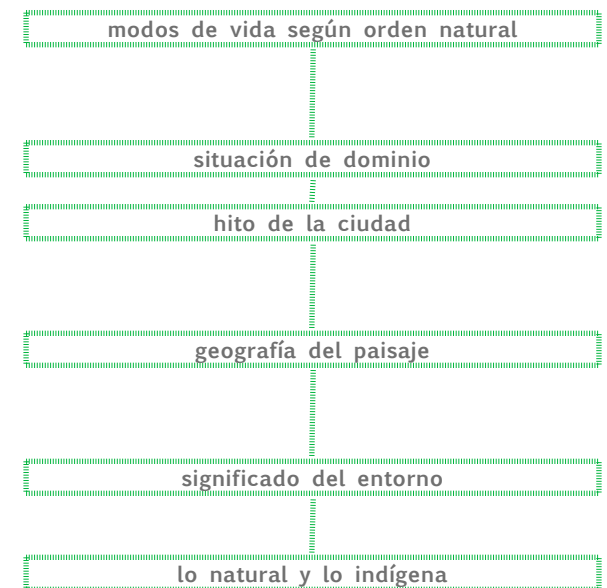 modos de vida según orden natural
situación de dominio
hito de la ciudad
geografía del paisaje
significado del entorno
lo natural y lo indígena